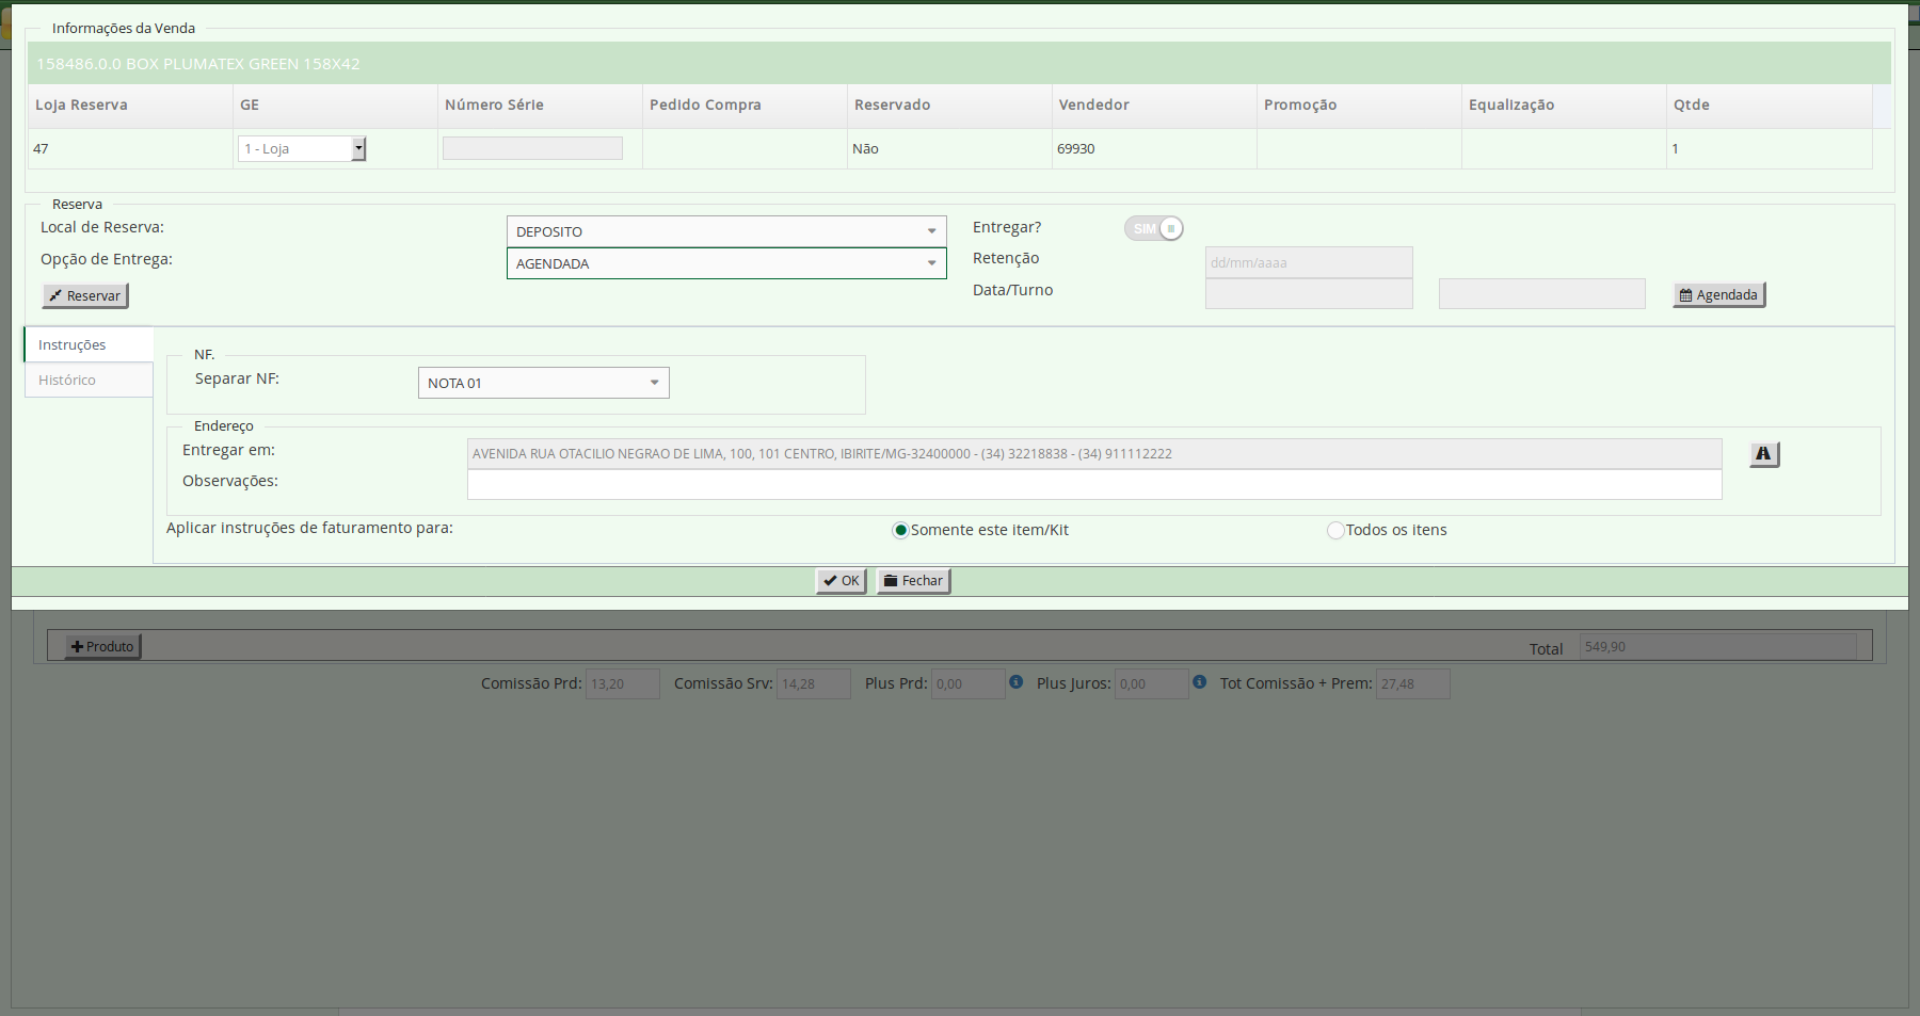 Informações da Venda
158486.0.0 BOX PLUMATEX GREEN 158X42
Loja Reserva GE Número Série Pedido Compra Reservado Vendedor Promoção Equalização Qtde
47 1 - Loja Não 69930 1
Reserva
Local de Reserva: DEPOSITO Entregar? SIM
Opção de Entrega: AGENDADA Retenção dd/mm/aaaa
Reservar Data/Turno Agendada
Instruções
Histórico
NF.
Separar NF: NOTA 01
Endereço
Entregar em: AVENIDA RUA OTACILIO NEGRAO DE LIMA, 100, 101 CENTRO, IBIRITE/MG-32400000 - (34) 32218838 - (34) 911112222
Observações:
Aplicar instruções de faturamento para: Somente este item/Kit Todos os itens
OK Fechar
Produto Total 549,90
Comissão Prd: 13,20 Comissão Srv: 14,28 Plus Prd: 0,00 Plus Juros: 0,00 Tot Comissão + Prem: 27,48